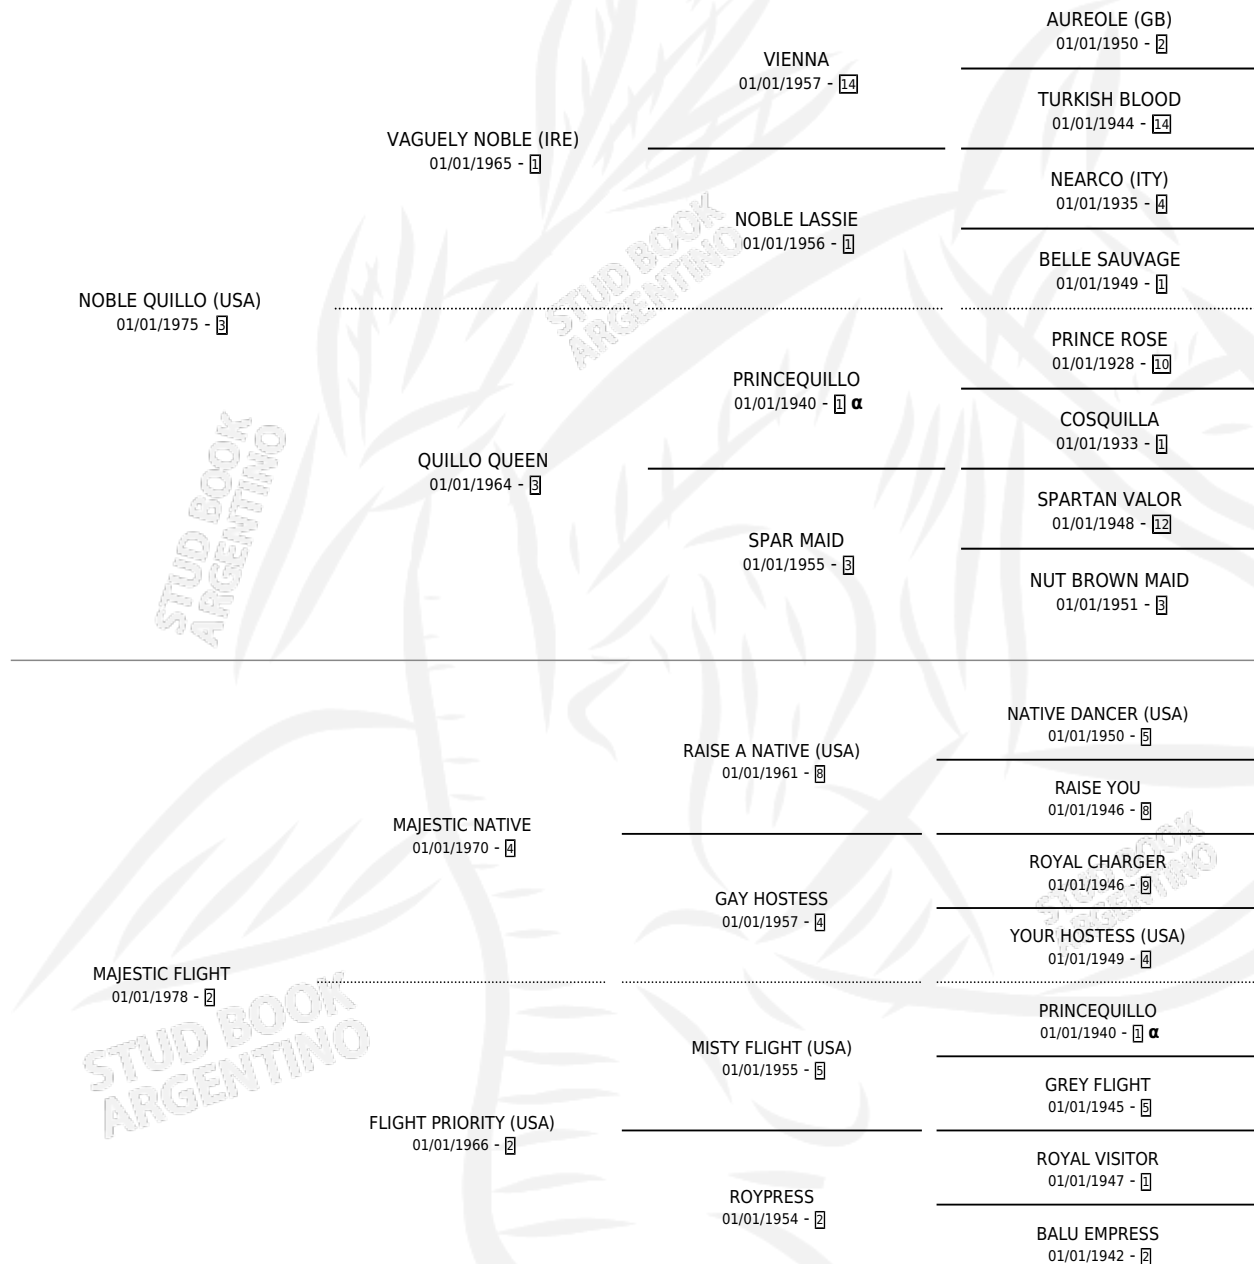 AUREOLE (GB)
01/01/1950 - 2
VIENNA
01/01/1957 - 14
TURKISH BLOOD
01/01/1944 - 14
VAGUELY NOBLE (IRE)
01/01/1965 - 1
NEARCO (ITY)
01/01/1935 - 4
NOBLE LASSIE
01/01/1956 - 1
STUD BOOK
ARGENTINO
BELLE SAUVAGE
01/01/1949 - 1
NOBLE QUILLO (USA)
01/01/1975 - 3
PRINCE ROSE
01/01/1928 - 10
PRINCEQUILLO
01/01/1940 - 1 α
COSQUILLA
01/01/1933 - 1
QUILLO QUEEN
01/01/1964 - 3
STUD BOOK
ARGENTINO
SPARTAN VALOR
01/01/1948 - 12
SPAR MAID
01/01/1955 - 3
NUT BROWN MAID
01/01/1951 - 3
NATIVE DANCER (USA)
01/01/1950 - 5
RAISE A NATIVE (USA)
01/01/1961 - 8
RAISE YOU
01/01/1946 - 8
MAJESTIC NATIVE
01/01/1970 - 4
ROYAL CHARGER
01/01/1946 - 9
STUD BOOK
ARGENTINO
GAY HOSTESS
01/01/1957 - 4
YOUR HOSTESS (USA)
01/01/1949 - 4
MAJESTIC FLIGHT
01/01/1978 - 2
STUD BOOK
ARGENTINO
PRINCEQUILLO
01/01/1940 - 1 α
MISTY FLIGHT (USA)
01/01/1955 - 5
GREY FLIGHT
01/01/1945 - 5
FLIGHT PRIORITY (USA)
01/01/1966 - 2
ROYAL VISITOR
01/01/1947 - 1
ROYPRESS
01/01/1954 - 2
BALU EMPRESS
01/01/1942 - 2